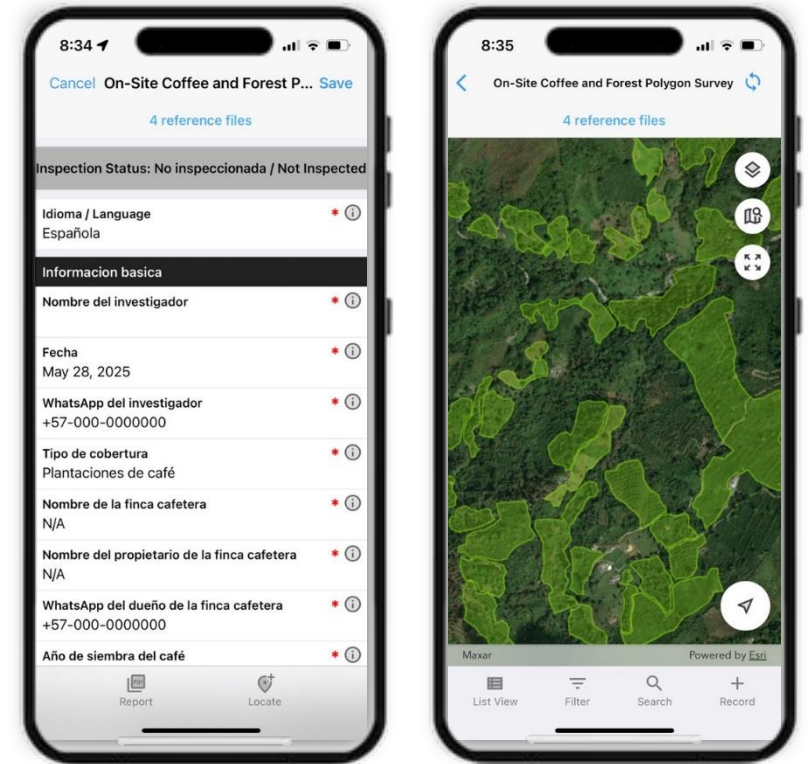 8:34
Cancel On-Site Coffee and Forest P... Save
4 reference files
Inspection Status: No inspeccionada / Not Inspected
Idioma / Language *
Española
Informacion basica
Nombre del investigador *
Fecha *
May 28, 2025
WhatsApp del investigador *
+57-000-0000000
Tipo de cobertura *
Plantaciones de café
Nombre de la finca cafetera *
N/A
Nombre del propietario de la finca cafetera *
N/A
WhatsApp del dueño de la finca cafetera *
+57-000-0000000
Año de siembra del café *
Report Locate
8:35
On-Site Coffee and Forest Polygon Survey
4 reference files
Maxar Powered by Esri
List View Filter Search Record